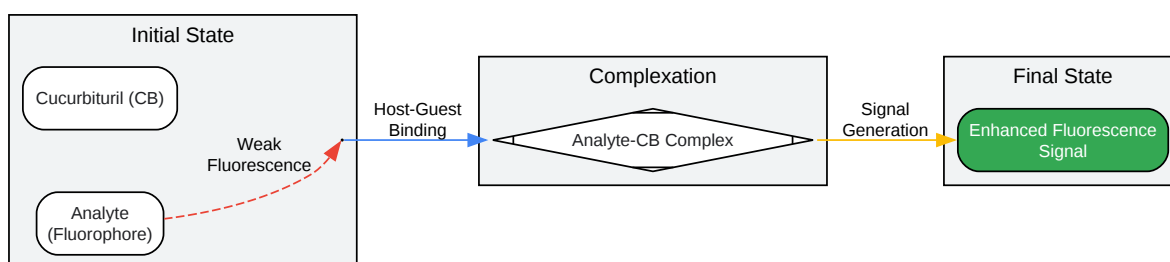 Initial State
Cucurbituril (CB)
Weak
Fluorescence
Analyte
(Fluorophore)
Host-Guest
Binding
Complexation
Analyte-CB Complex
Signal
Generation
Final State
Enhanced Fluorescence
Signal